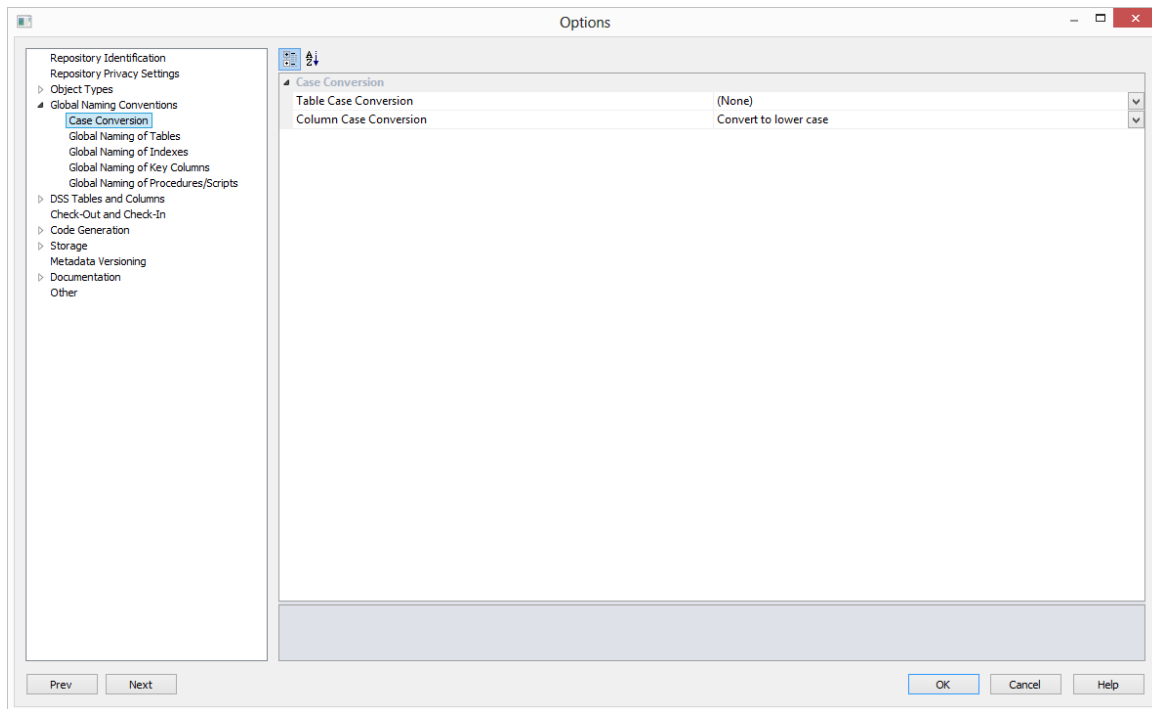 Options
Repository Identification
Repository Privacy Settings
Object Types
Global Naming Conventions
Case Conversion
Global Naming of Tables
Global Naming of Indexes
Global Naming of Key Columns
Global Naming of Procedures/Scripts
DSS Tables and Columns
Check-Out and Check-In
Code Generation
Storage
Metadata Versioning
Documentation
Other
Case Conversion
Table Case Conversion (None)
Column Case Conversion Convert to lower case
Prev Next OK Cancel Help